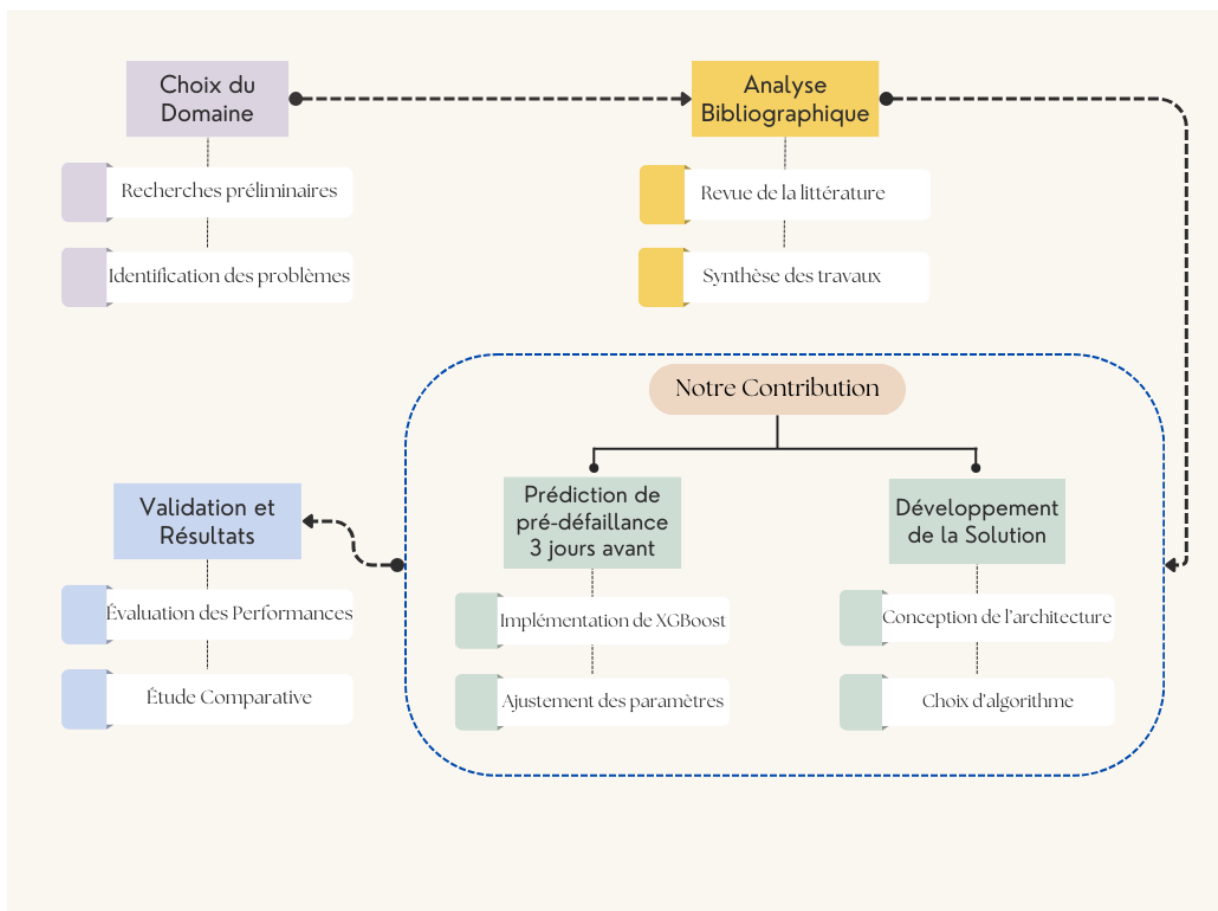 Choix du
Domaine
Recherches préliminaires
Identification des problèmes
Analyse
Bibliographique
Revue de la littérature
Synthèse des travaux
Notre Contribution
Prédiction de
pré-défaillance
3 jours avant
Implémentation de XGBoost
Ajustement des paramètres
Développement
de la Solution
Conception de l'architecture
Choix d'algorithme
Validation et
Résultats
Évaluation des Performances
Étude Comparative